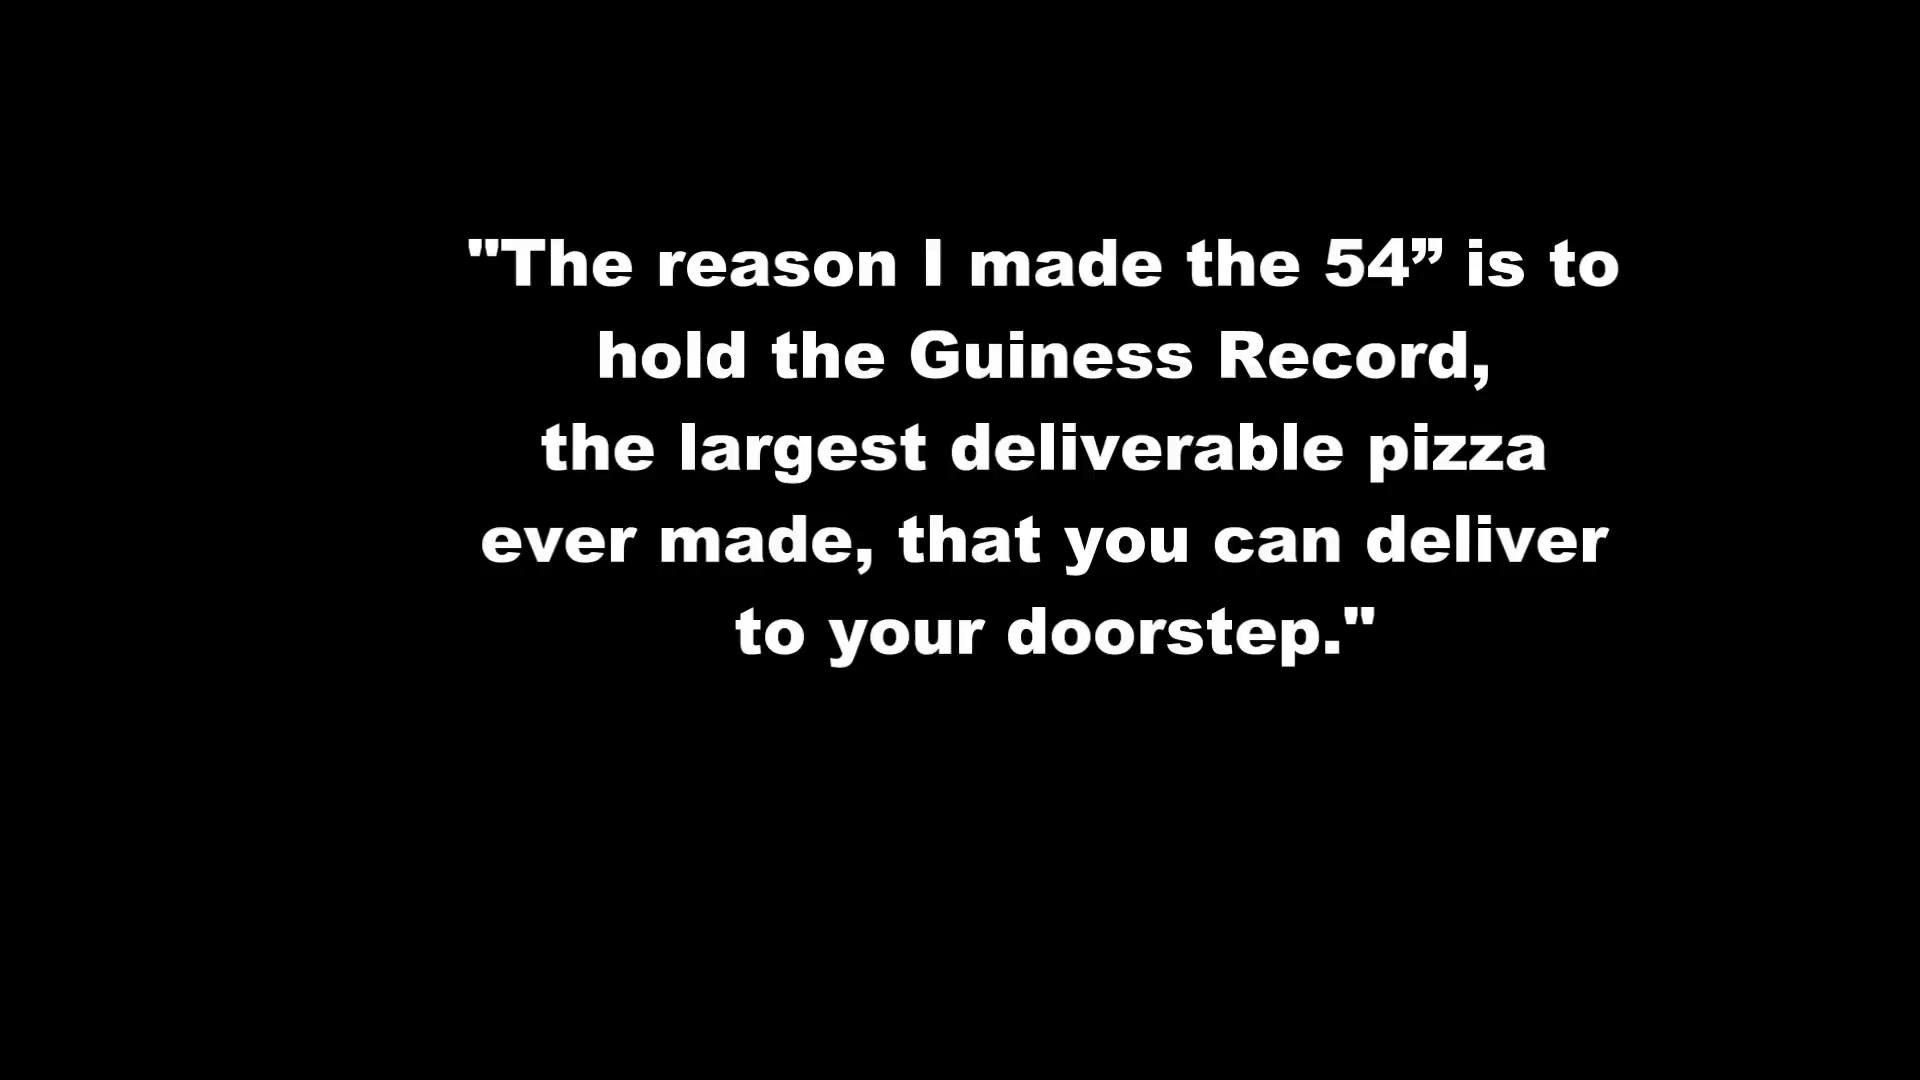 "The reason I made the 54” is to
hold the Guiness Record,
the largest deliverable pizza
ever made, that you can deliver
to your doorstep."